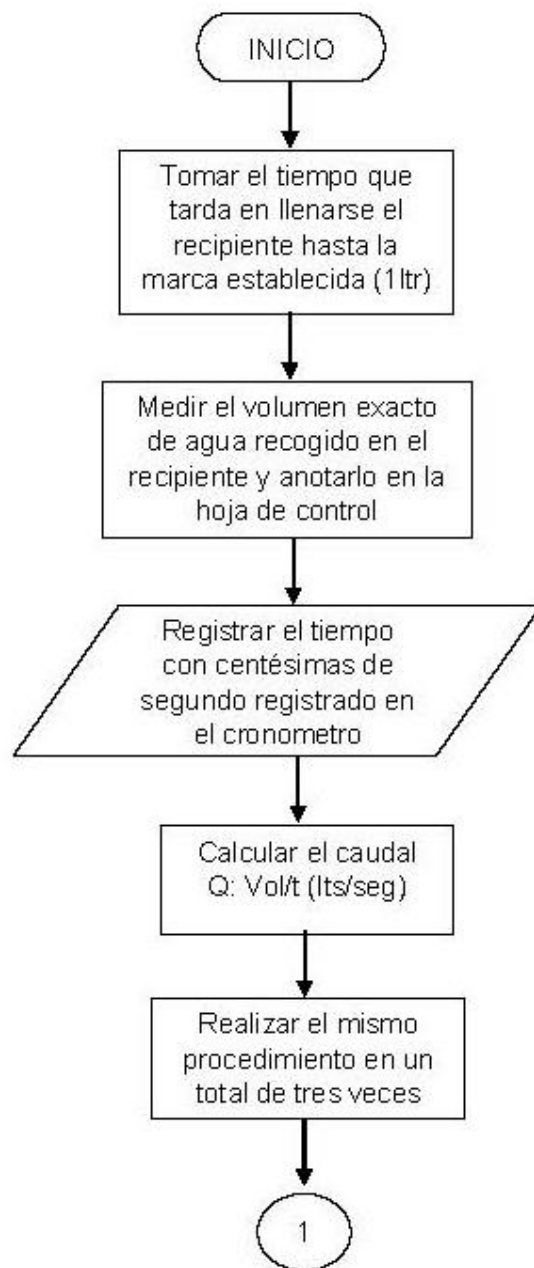 INICIO
Tomar el tiempo que
tarda en llenarse el
recipiente hasta la
marca establecida (1ltr)
Medir el volumen exacto
de agua recogido en el
recipiente y anotarlo en la
hoja de control
Registrar el tiempo
con centésimas de
segundo registrado en
el cronometro
Calcular el caudal
Q: Vol/t (lts/seg)
Realizar el mismo
procedimiento en un
total de tres veces
1